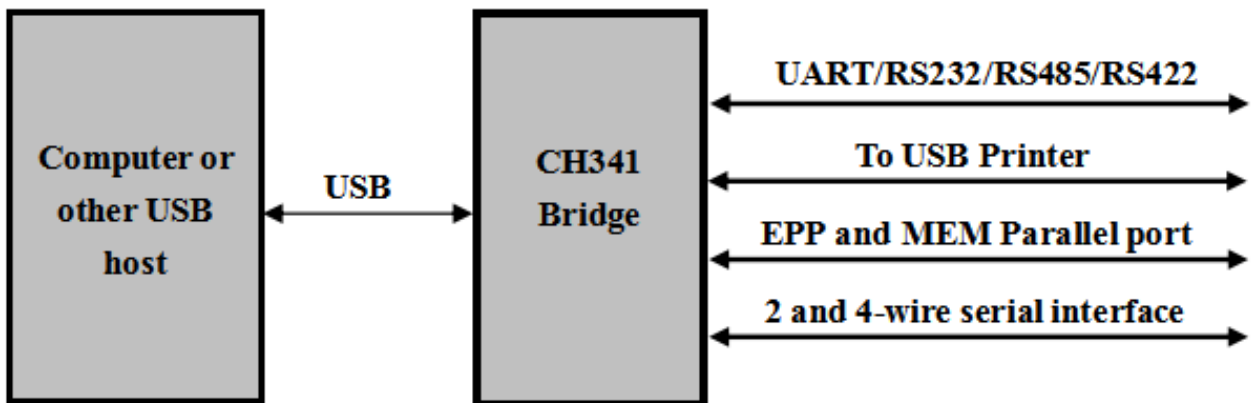 Computer or
other USB
host
USB
CH341
Bridge
UART/RS232/RS485/RS422
To USB Printer
EPP and MEM Parallel port
2 and 4-wire serial interface